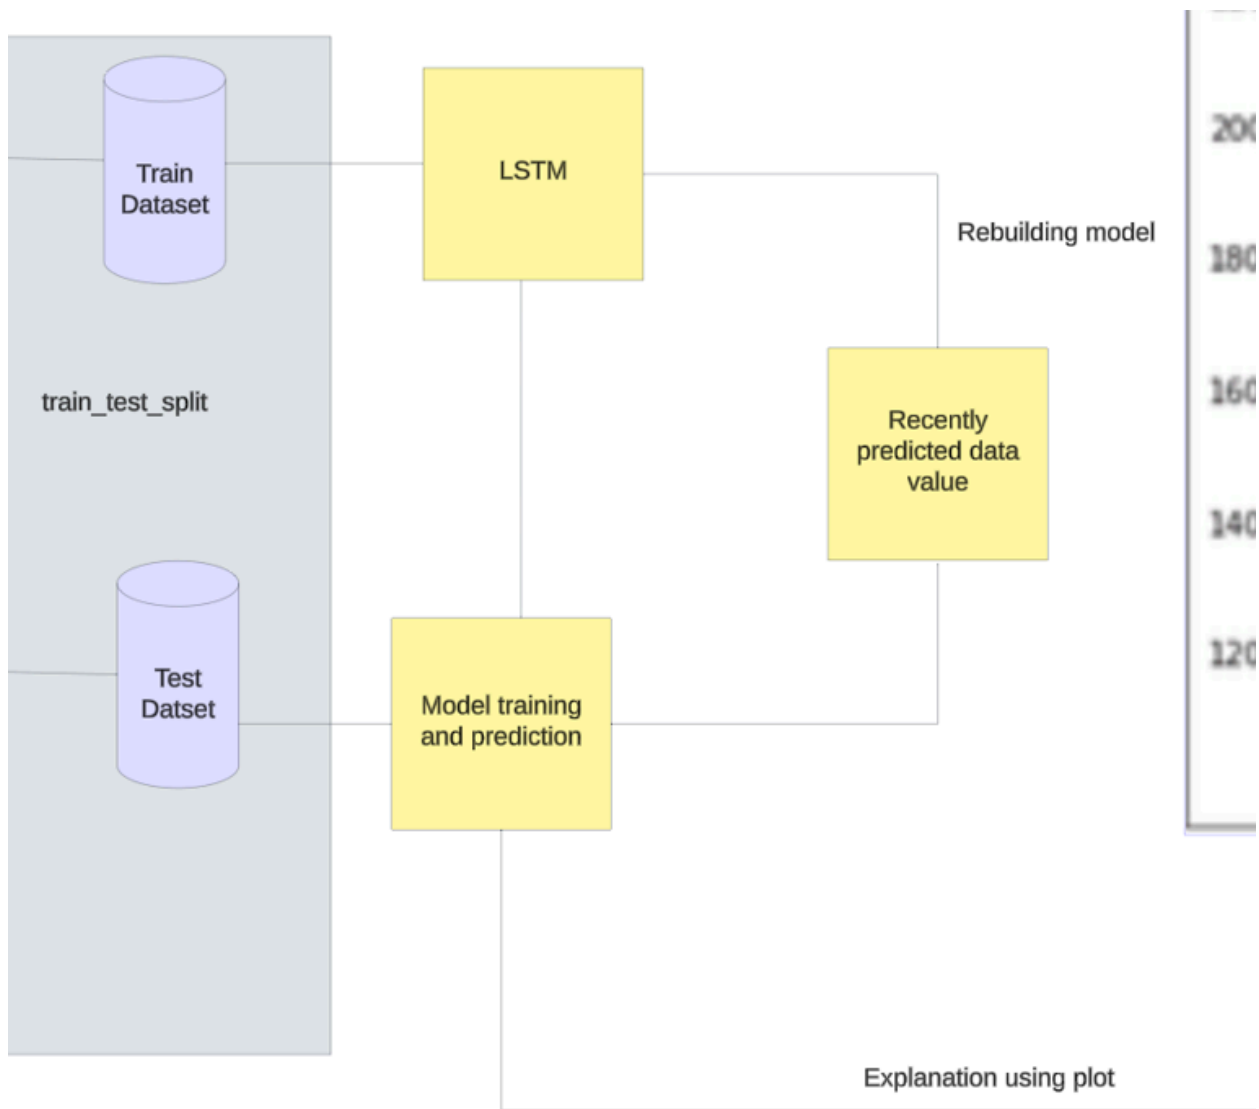 Train
Dataset
LSTM
Rebuilding model
train_test_split
Recently
predicted data
value
Test
Datset
Model training
and prediction
Explanation using plot